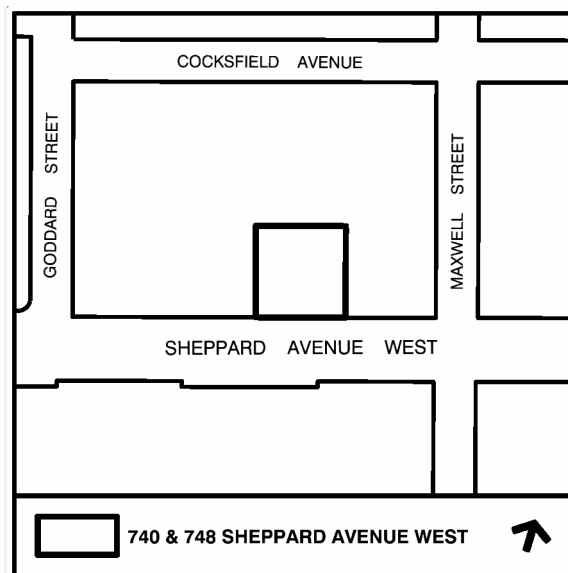 COCKSFIELD AVENUE
GODDARD STREET
MAXWELL STREET
SHEPPARD AVENUE WEST
740 & 748 SHEPPARD AVENUE WEST